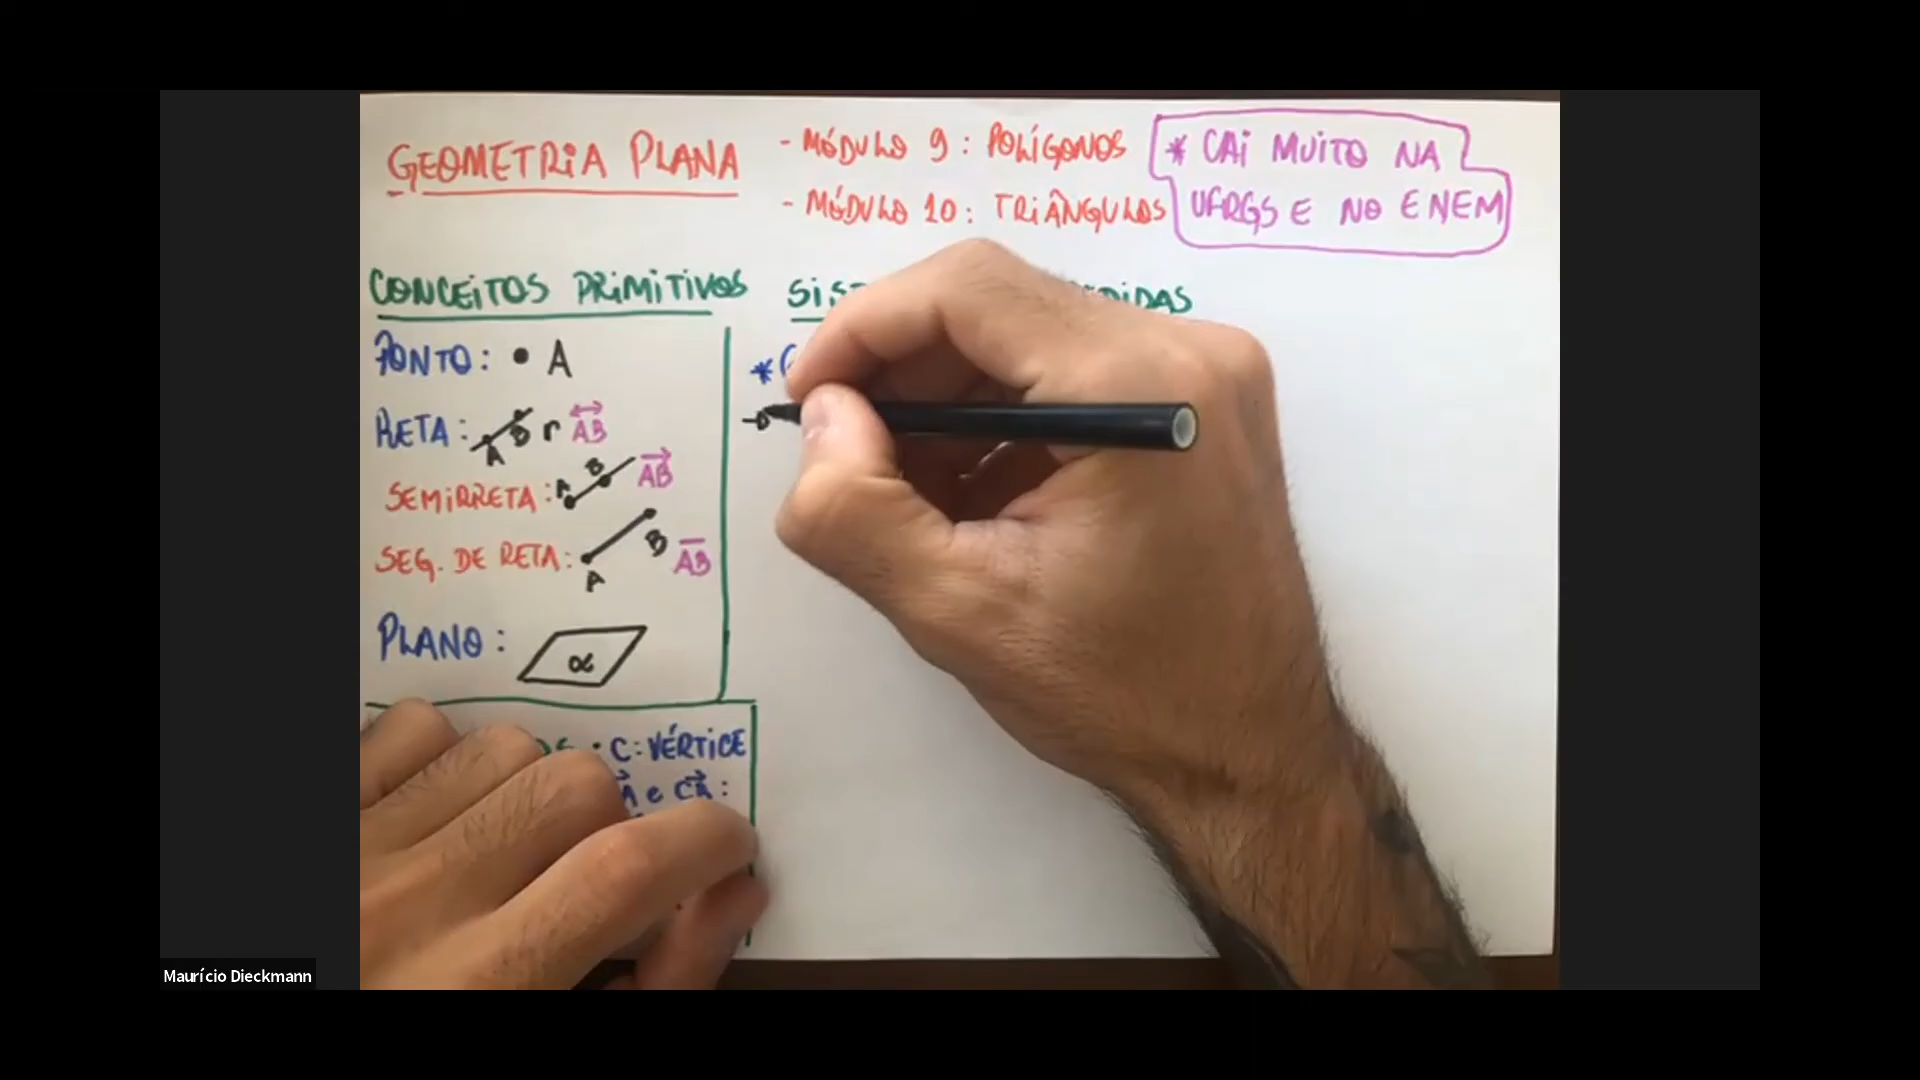 GEOMETRIA PLANA
- MÓDULO 9: POLÍGONOS
- MÓDULO 10: TRIÂNGULOS
* CAI MUITO NA
UFRGS E NO ENEM
CONCEITOS PRIMITIVOS
PONTO: • A
RETA: A B r AB
SEMIRRETA: A B AB
SEG. DE RETA: A B AB
PLANO: α
C: VÉRTICE
e CA:
Maurício Dieckmann